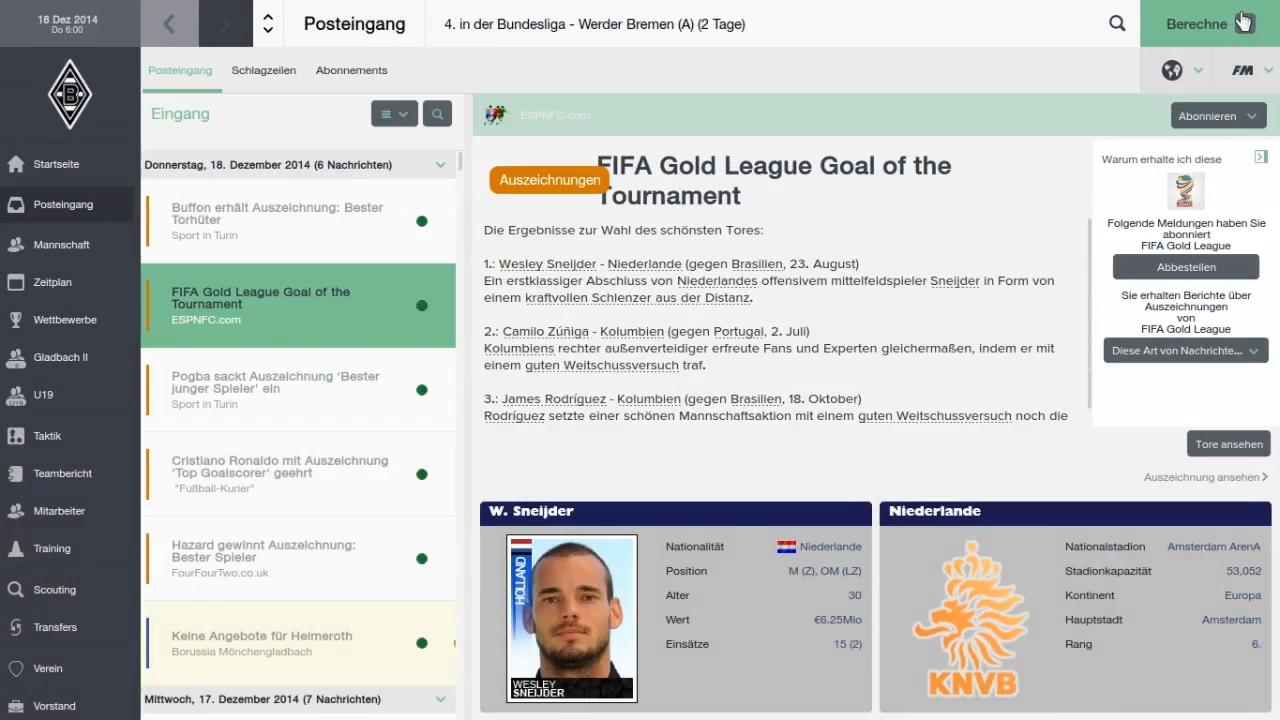 18 Dez 2014
Do 6:00
Posteingang
4. in der Bundesliga - Werder Bremen (A) (2 Tage)
Berechne
Posteingang
Schlagzeilen
Abonnements
FM
B
Startseite
Posteingang
Mannschaft
Zeitplan
Wettbewerbe
Gladbach II
U19
Taktik
Teambericht
Mitarbeiter
Training
Scouting
Transfers
Verein
Vorstand
Eingang
Donnerstag, 18. Dezember 2014 (6 Nachrichten)
Buffon erhält Auszeichnung: Bester
Torhüter
Sport in Turin
FIFA Gold League Goal of the
Tournament
ESPNFC.com
Pogba sackt Auszeichnung 'Bester
junger Spieler' ein
Sport in Turin
Cristiano Ronaldo mit Auszeichnung
'Top Goalscorer' geehrt
"Fußball-Kurier"
Hazard gewinnt Auszeichnung:
Bester Spieler
FourFourTwo.co.uk
Keine Angebote für Heimeroth
Borussia Mönchengladbach
Mittwoch, 17. Dezember 2014 (7 Nachrichten)
ESPNFC.com
Abonnieren
Auszeichnungen
FIFA Gold League Goal of the
Tournament
Die Ergebnisse zur Wahl des schönsten Tores:
1.: Wesley Sneijder - Niederlande (gegen Brasilien, 23. August)
Ein erstklassiger Abschluss von Niederlandes offensivem mittelfeldspieler Sneijder in Form von
einem kraftvollen Schlenzer aus der Distanz.
2.: Camilo Zúñiga - Kolumbien (gegen Portugal, 2. Juli)
Kolumbiens rechter außenverteidiger erfreute Fans und Experten gleichermaßen, indem er mit
einem guten Weitschussversuch traf.
3.: James Rodríguez - Kolumbien (gegen Brasilien, 18. Oktober)
Rodríguez setzte einer schönen Mannschaftsaktion mit einem guten Weitschussversuch noch die
Warum erhalte ich diese
Folgende Meldungen haben Sie
abonniert
FIFA Gold League
Abbestellen
Sie erhalten Berichte über
Auszeichnungen
von
FIFA Gold League
Diese Art von Nachrichte...
Tore ansehen
Auszeichnung ansehen
W. Sneijder
HOLLAND
WESLEY
SNEIJDER
Nationalität Niederlande
Position M (Z), OM (LZ)
Alter 30
Wert €6.25Mio
Einsätze 15 (2)
Niederlande
KNVB
Nationalstadion Amsterdam ArenA
Stadionkapazität 53,052
Kontinent Europa
Hauptstadt Amsterdam
Rang 6.